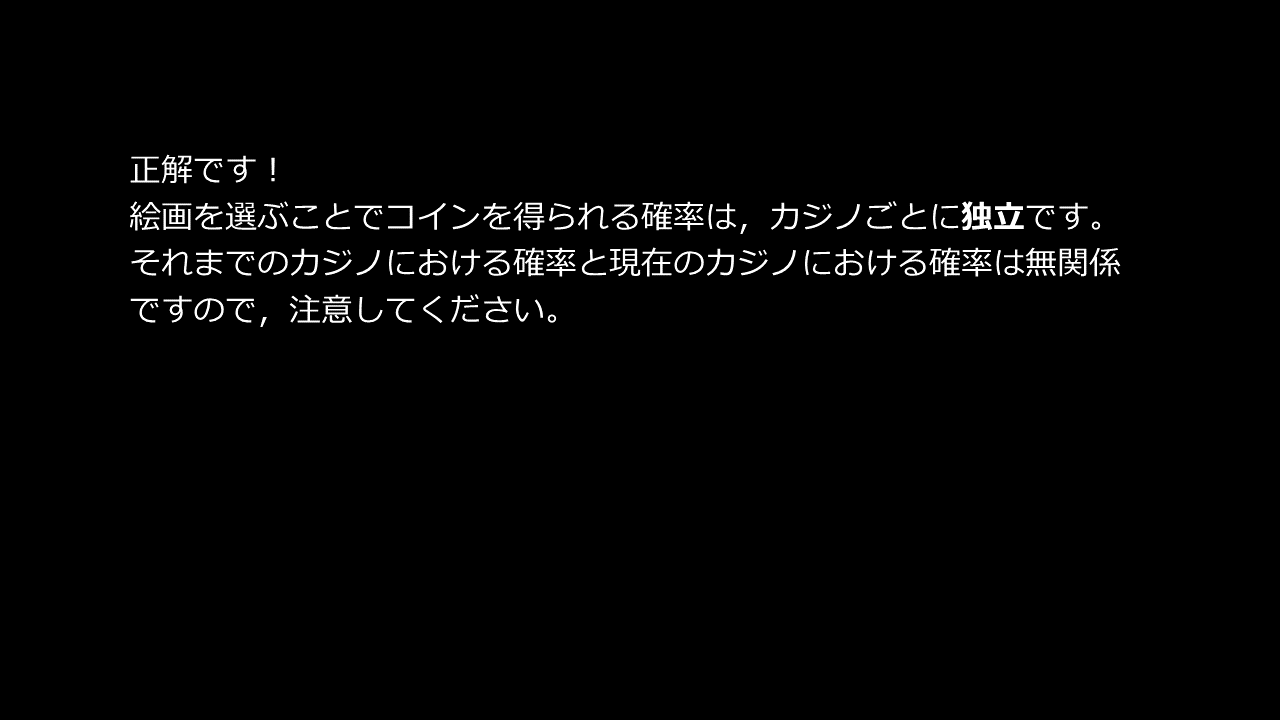 正解です！
絵画を選ぶことでコインを得られる確率は，カジノごとに独立です。
それまでのカジノにおける確率と現在のカジノにおける確率は無関係
ですので，注意してください。